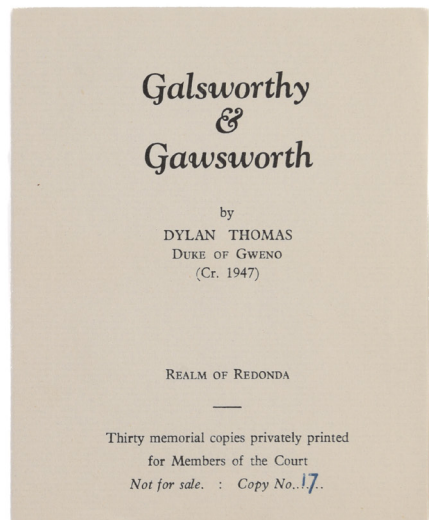 Galsworthy
&
Gawsworth
by
DYLAN THOMAS
DUKE OF GWENO
(Cr. 1947)
REALM OF REDONDA
Thirty memorial copies privately printed
for Members of the Court
Not for sale. : Copy No..17...